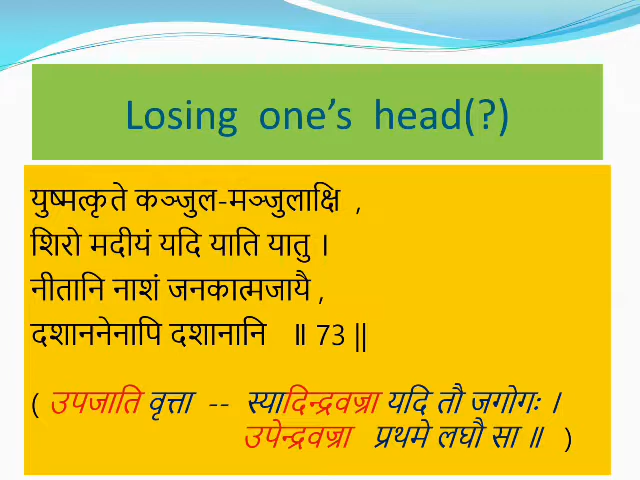 Losing one's head(?)
युष्मत्कृते कञ्जुल-मञ्जुलाक्षि ,
शिरो मदीयं यदि याति यातु ।
नीतानि नाशं जनकात्मजायै ,
दशाननेनापि दशानानि ॥ 73 ||
( उपजाति वृत्ता -- स्यादिन्द्रवज्रा यदि तौ जगोगः ।
उपेन्द्रवज्रा प्रथमे लघौ सा ॥ )